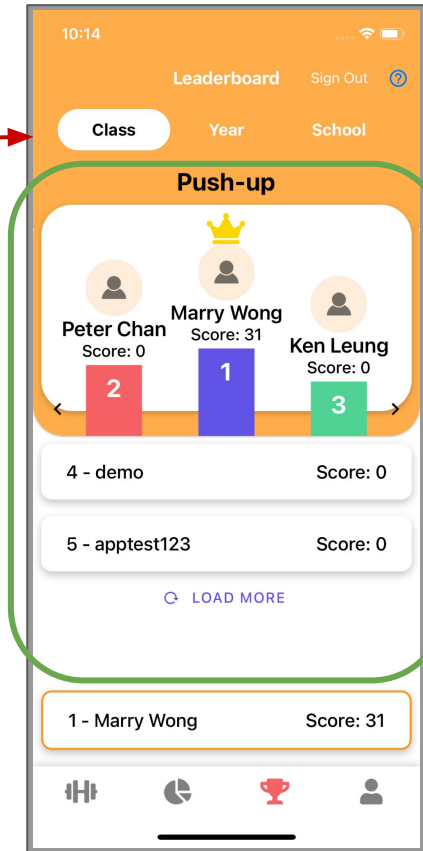 10:14
Leaderboard Sign Out
Class Year School
Push-up
Marry Wong
Score: 31
Peter Chan
Score: 0
Ken Leung
Score: 0
2 1 3
4 - demo Score: 0
5 - apptest123 Score: 0
LOAD MORE
1 - Marry Wong Score: 31